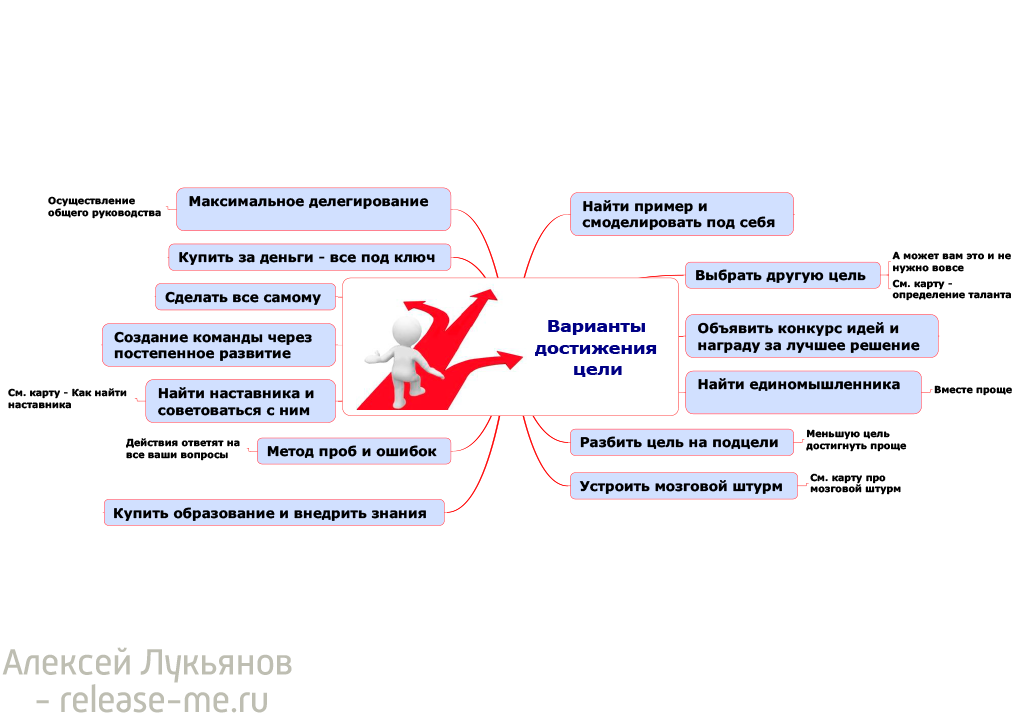 Варианты
достижения
цели
Найти пример и
смоделировать под себя
Выбрать другую цель
А может вам это и не
нужно вовсе
См. карту -
определение таланта
Объявить конкурс идей и
награду за лучшее решение
Найти единомышленника
Вместе проще
Разбить цель на подцели
Меньшую цель
достигнуть проще
Устроить мозговой штурм
См. карту про
мозговой штурм
Максимальное делегирование
Осуществление
общего руководства
Купить за деньги - все под ключ
Сделать все самому
Создание команды через
постепенное развитие
Найти наставника и
советоваться с ним
См. карту - Как найти
наставника
Метод проб и ошибок
Действия ответят на
все ваши вопросы
Купить образование и внедрить знания
Алексей Лукьянов
- release-me.ru